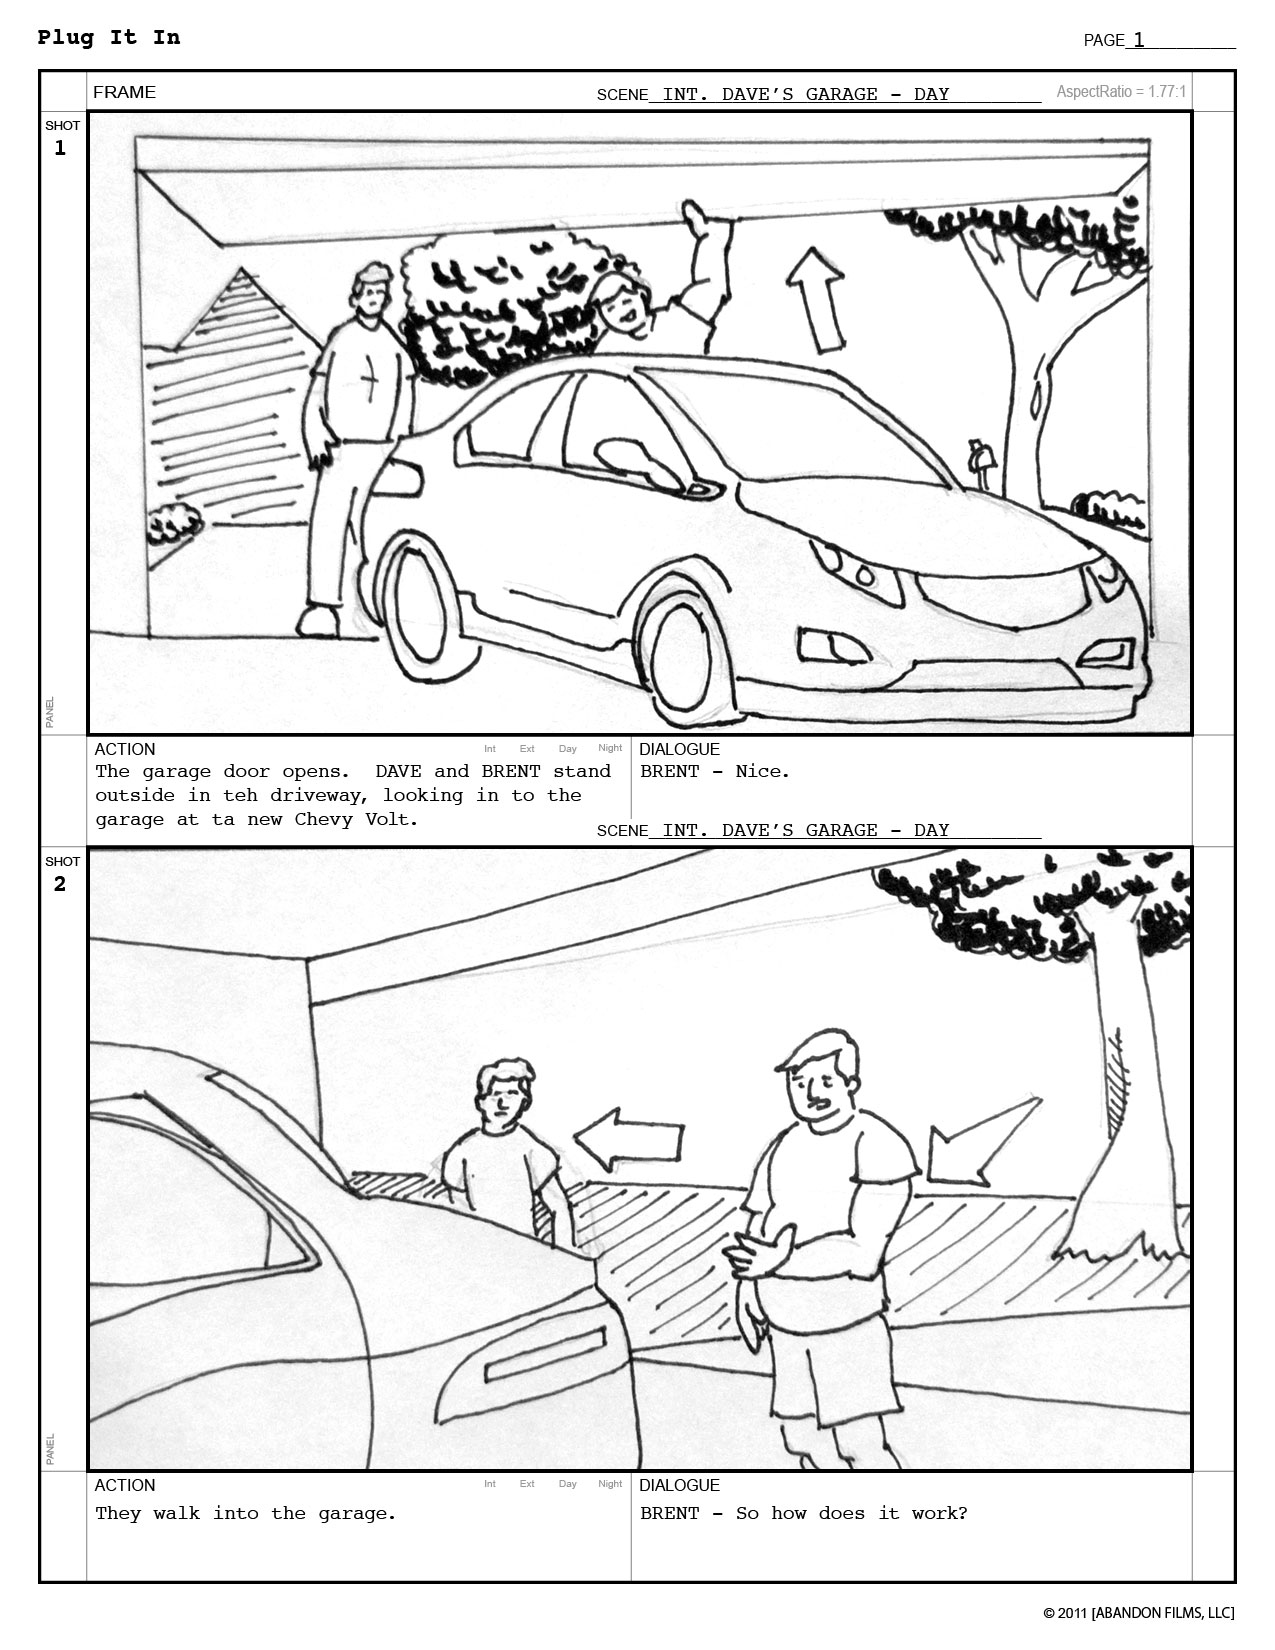 Plug It In
PAGE 1
FRAME
SCENE INT. DAVE’S GARAGE – DAY
AspectRatio = 1.77:1
SHOT
1
PANEL
ACTION
Int Ext Day Night
The garage door opens.  DAVE and BRENT stand
outside in teh driveway, looking in to the
garage at ta new Chevy Volt.
DIALOGUE
BRENT – Nice.
SCENE INT. DAVE’S GARAGE – DAY
SHOT
2
PANEL
ACTION
Int Ext Day Night
They walk into the garage.
DIALOGUE
BRENT – So how does it work?
© 2011 [ABANDON FILMS, LLC]